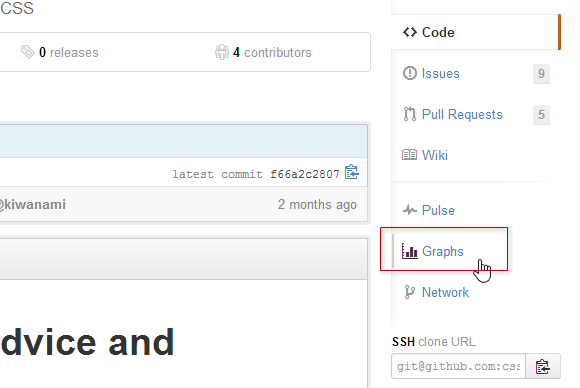 CSS
0 releases
4 contributors
latest commit f66a2c2807
@kiwanami
2 months ago
dvice and
Code
Issues 9
Pull Requests 5
Wiki
Pulse
Graphs
Network
SSH clone URL
git@github.com:css